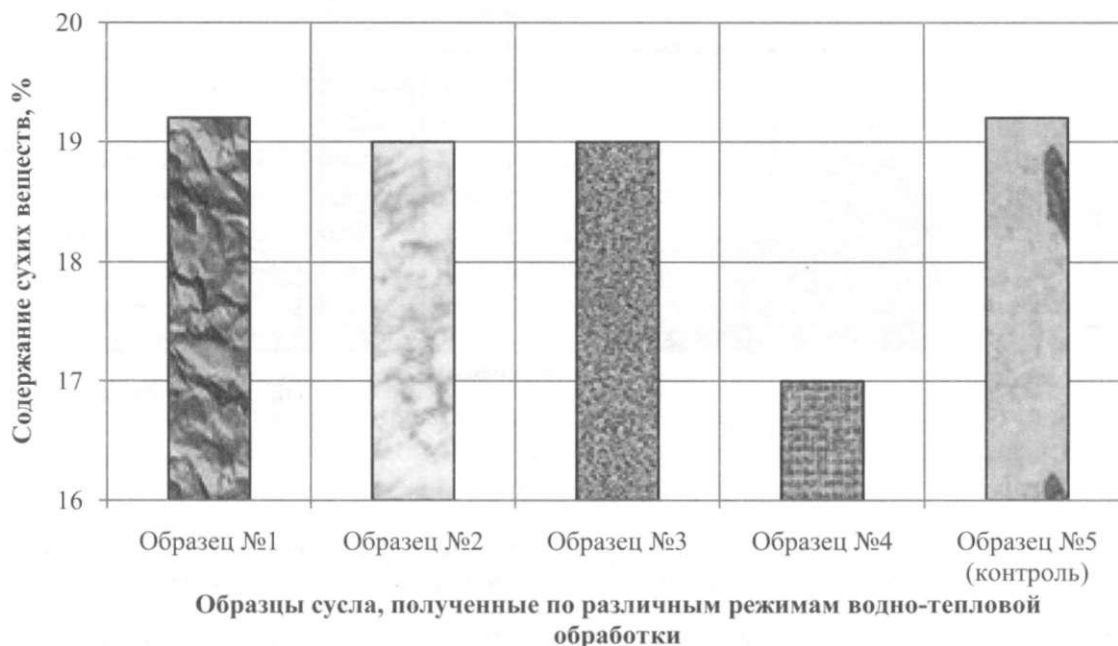 Содержание сухих веществ, %
20
19
18
17
16
Образец №1
Образец №2
Образец №3
Образец №4
Образец №5
(контроль)
Образцы сусла, полученные по различным режимам водно-тепловой
обработки